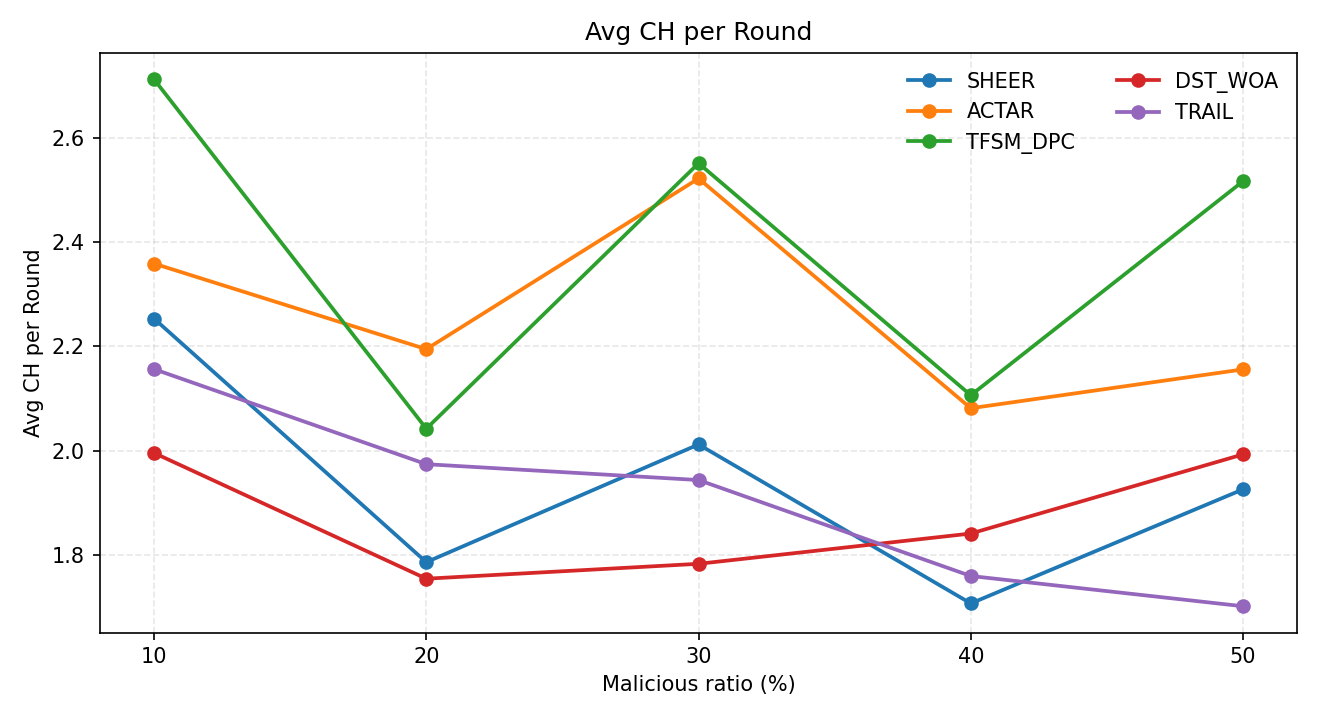 Avg CH per Round
SHEER
ACTAR
TFSM_DPC
DST_WOA
TRAIL
Avg CH per Round
2.6
2.4
2.2
2.0
1.8
10 20 30 40 50
Malicious ratio (%)